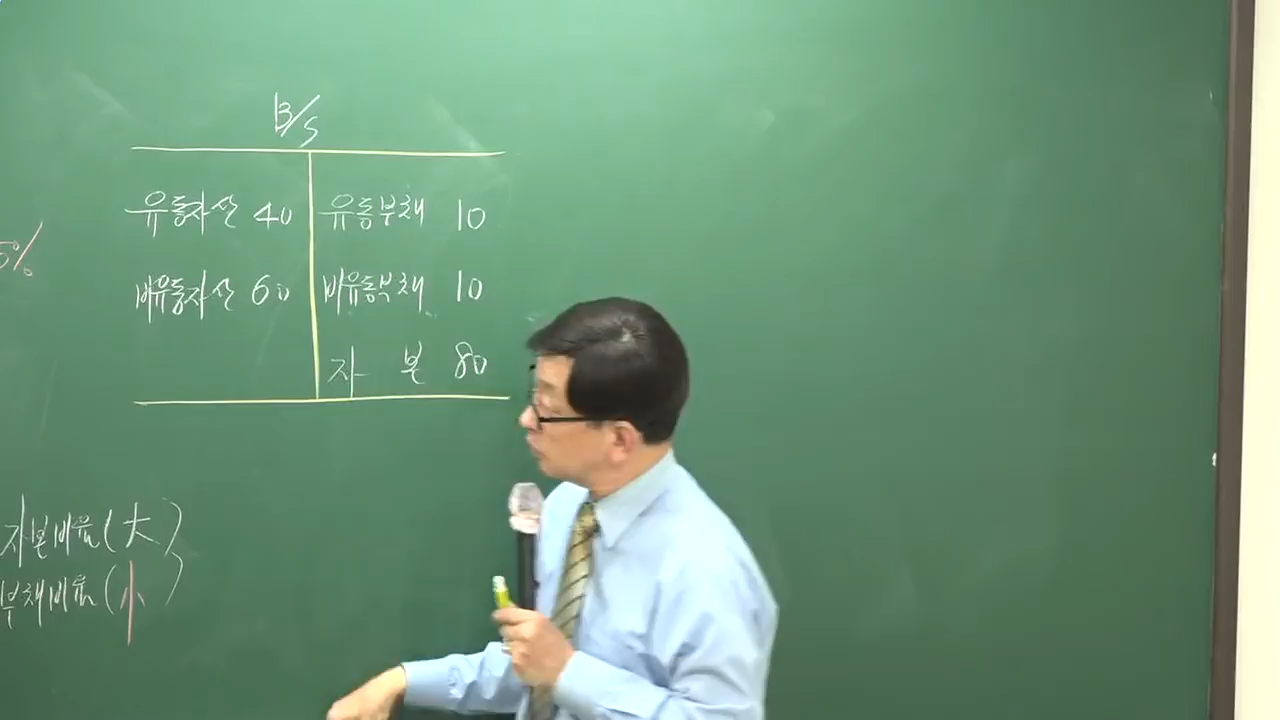 B/S
유동자산 40 유동부채 10
비유동자산 60 비유동부채 10
자 본 80
5%
자본비율(大)
부채비율(小)